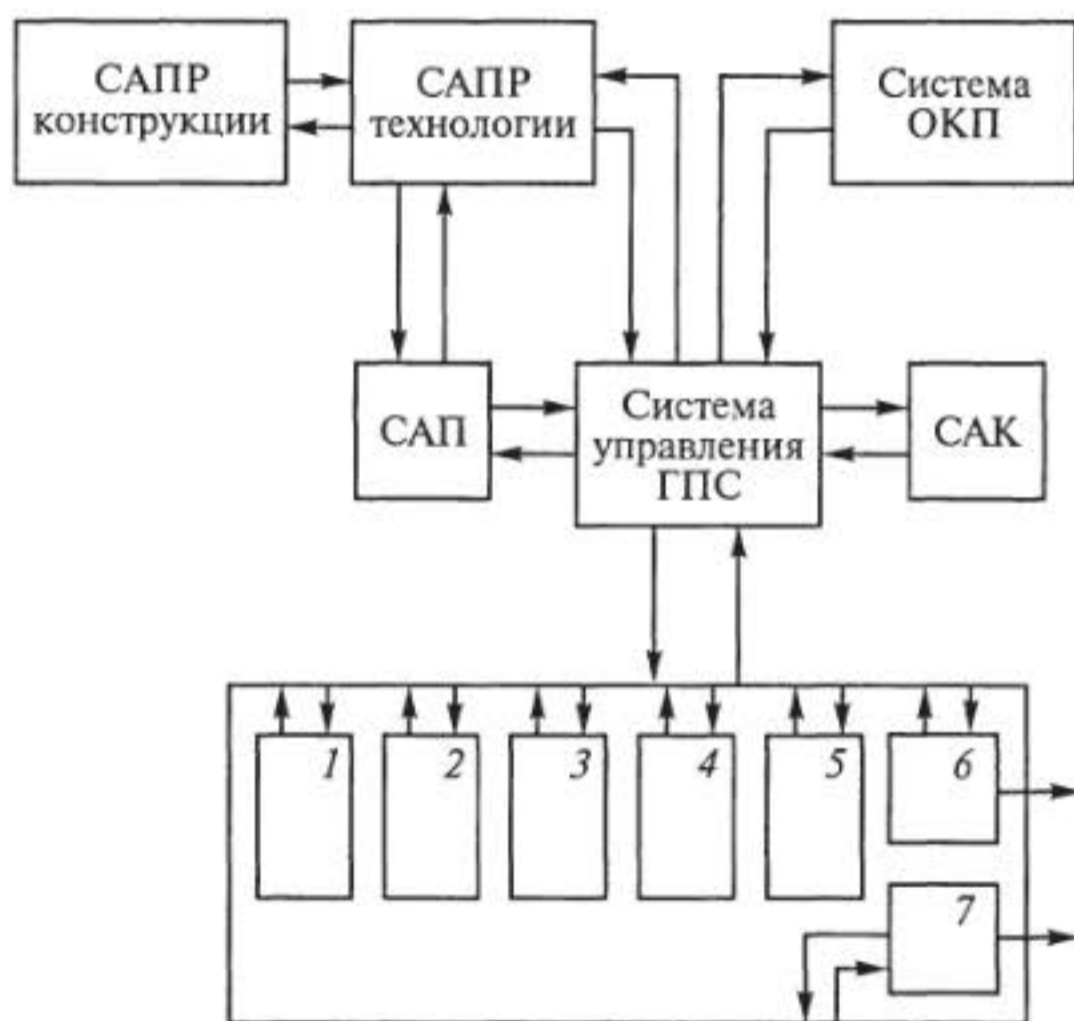 САПР
конструкции
САПР
технологии
Система
ОКП
САП
Система
управления
ГПС
САК
1
2
3
4
5
6
7